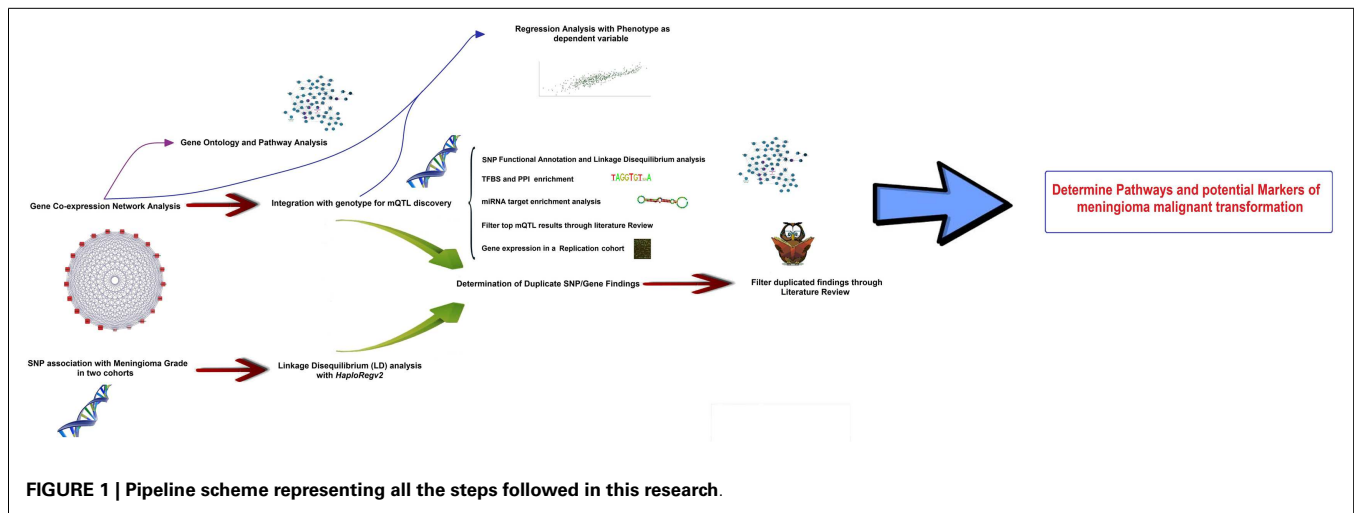 Regression Analysis with Phenotype as
dependent variable
Gene Ontology and Pathway Analysis
Gene Co-expression Network Analysis
Integration with genotype for mQTL discovery
SNP Functional Annotation and Linkage Disequilibrium analysis
TFBS and PPI enrichment
TAGGTGT A
miRNA target enrichment analysis
Filter top mQTL results through literature Review
Gene expression in a Replication cohort
Determine Pathways and potential Markers of
meningioma malignant transformation
Determination of Duplicate SNP/Gene Findings
Filter duplicated findings through
Literature Review
SNP association with Meningioma Grade
in two cohorts
Linkage Disequilibrium (LD) analysis
with HaploRegv2
FIGURE 1 | Pipeline scheme representing all the steps followed in this research.